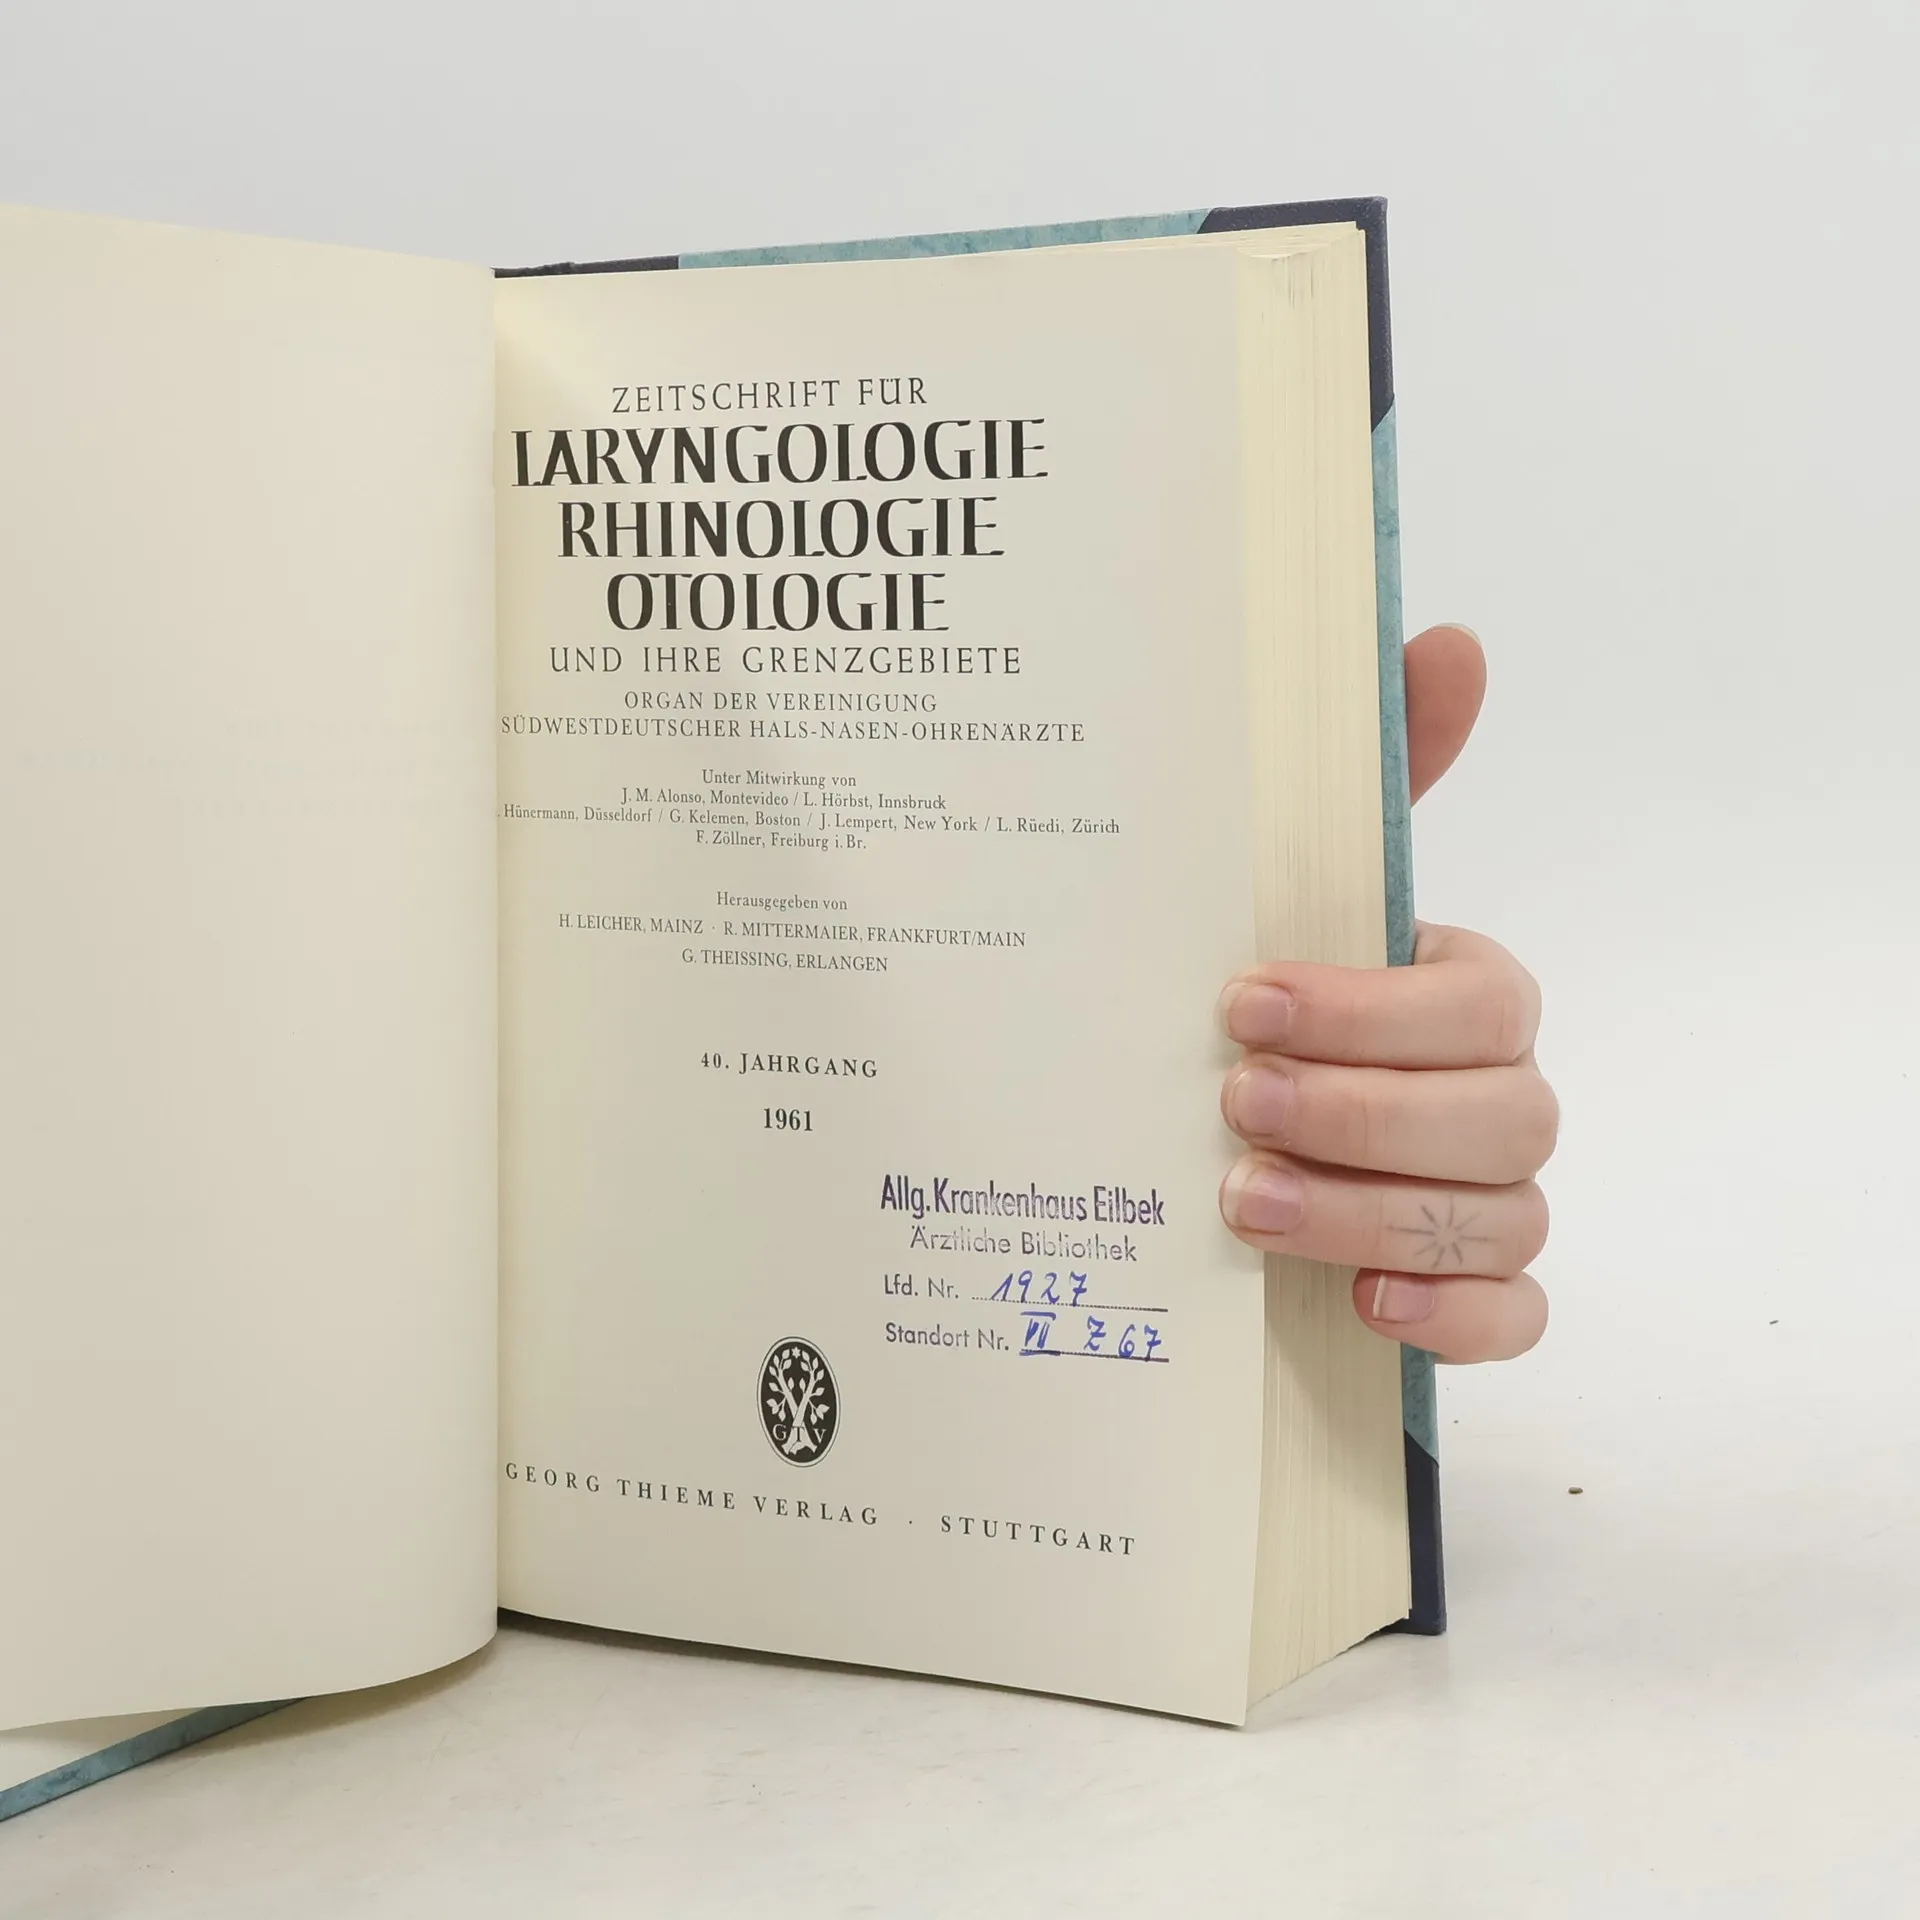 ZEITSCHRIFT FÜR
LARYNGOLOGIE
RHINOLOGIE
OTOLOGIE
UND IHRE GRENZGEBIETE
ORGAN DER VEREINIGUNG
SÜDWESTDEUTSCHER HALS-NASEN-OHRENÄRZTE
Unter Mitwirkung von
J. M. Alonso, Montevideo / L. Hörbst, Innsbruck
. Hünermann, Düsseldorf / G. Kelemen, Boston / J. Lempert, New York / L. Rüedi, Zürich
F. Zöllner, Freiburg i. Br.
Herausgegeben von
H. LEICHER, MAINZ · R. MITTERMAIER, FRANKFURT/MAIN
G. THEISSING, ERLANGEN
40. JAHRGANG
1961
Allg. Krankenhaus Eilbek
Ärztliche Bibliothek
Lfd. Nr. 1927
Standort Nr. VII Z 67
GTV
GEORG THIEME VERLAG · STUTTGART